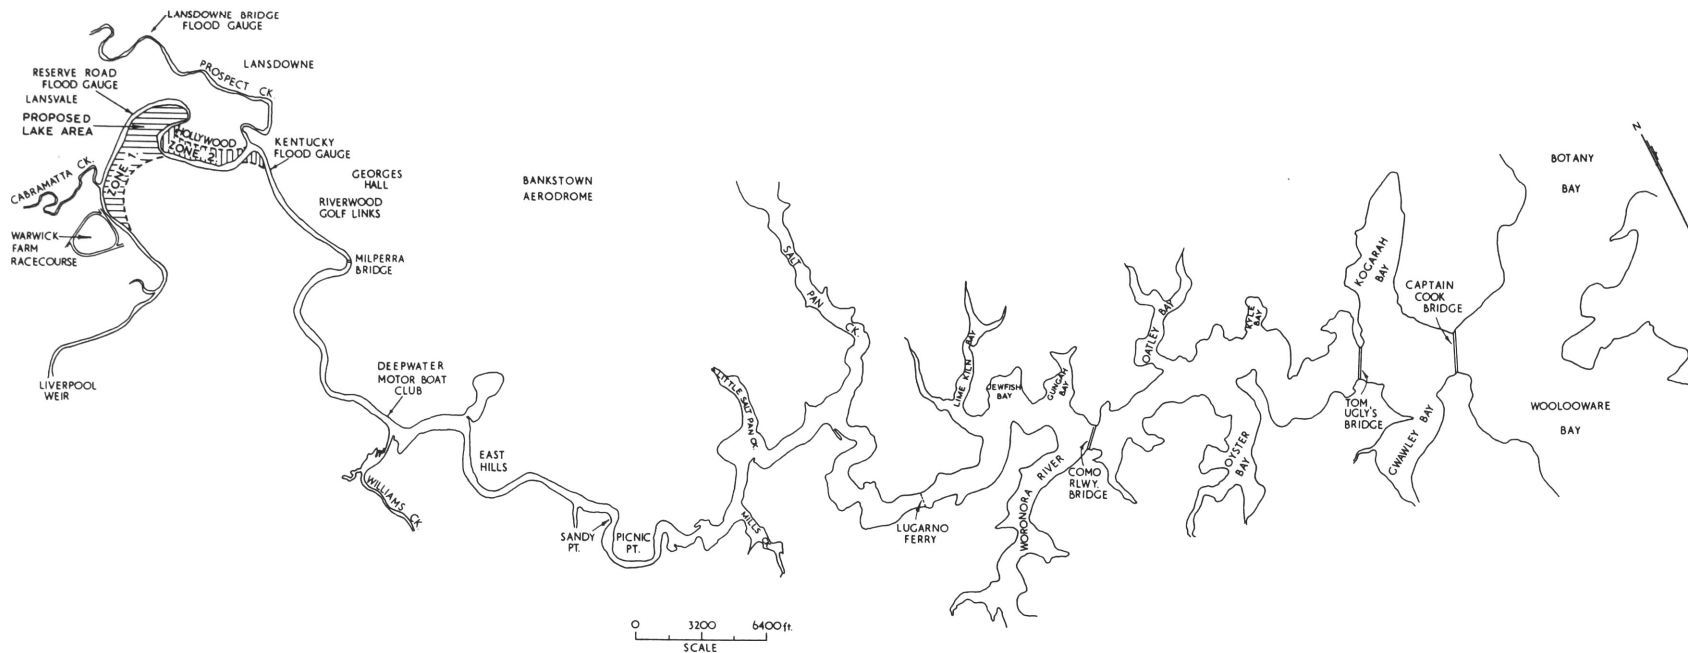 LANSDOWNE BRIDGE
FLOOD GAUGE
LANSDOWNE
PROSPECT CK.
RESERVE ROAD
FLOOD GAUGE
LANSVALE
PROPOSED
LAKE AREA
HOLLYWOOD
ZONE 2.
ZONE 1.
KENTUCKY
FLOOD GAUGE
CABRAMATTA CK.
GEORGES
HALL
RIVERWOOD
GOLF LINKS
WARWICK
FARM
RACECOURSE
MILPERRA
BRIDGE
LIVERPOOL
WEIR
BANKSTOWN
AERODROME
DEEPWATER
MOTOR BOAT
CLUB
EAST
HILLS
WILLIAMS CK
SANDY
PT.
PICNIC
PT.
LITTLE SALT PAN CK.
MILLS CK
SALT
PAN
CK.
LUGARNO
FERRY
LIME KILN BAY
JEWFISH
BAY
GUNGAH
BAY
WORONORA RIVER
COMO
RLWY.
BRIDGE
OATLEY BAY
KYLE
BAY
OYSTER
BAY
KOGARAH
BAY
TOM
UGLY'S
BRIDGE
CAPTAIN
COOK
BRIDGE
GWAWLEY BAY
BOTANY
BAY
WOOLOOWARE
BAY
N
0 3200 6400 ft.
SCALE